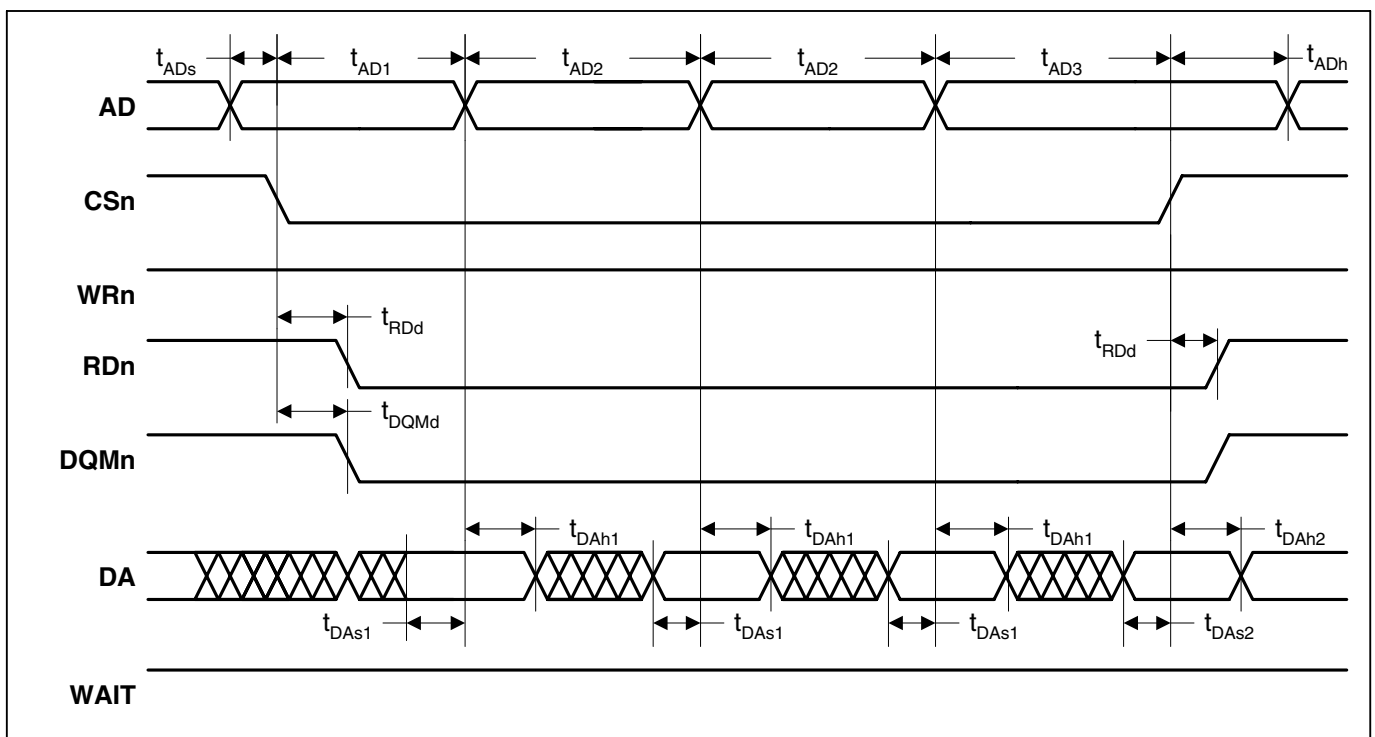 tADs tAD1 tAD2 tAD2 tAD3 tADh
AD
CSn
WRn
tRDd
tRDd
RDn
tDQMd
DQMn
tDAh1 tDAh1 tDAh1 tDAh2
DA
tDAs1 tDAs1 tDAs1 tDAs2
WAIT